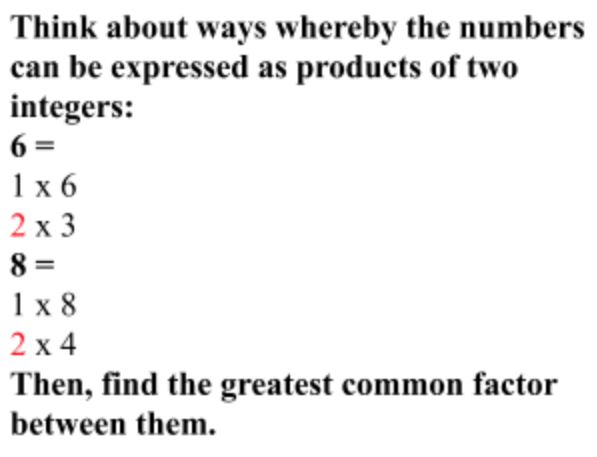 Think about ways whereby the numbers
can be expressed as products of two
integers:
6 =
1 x 6
2 x 3
8 =
1 x 8
2 x 4
Then, find the greatest common factor
between them.